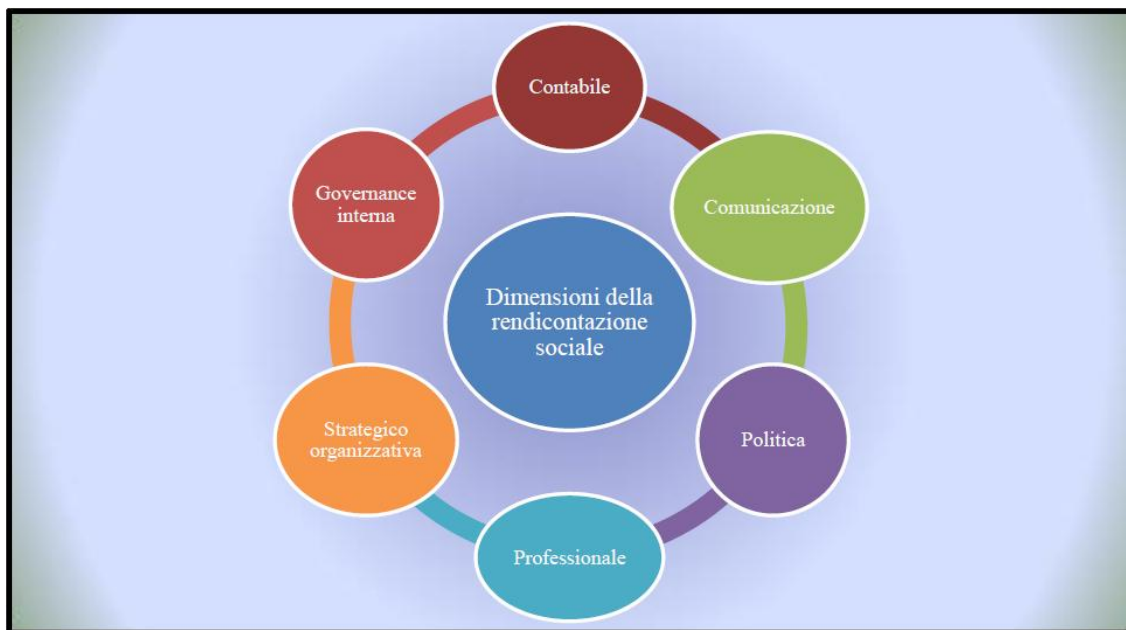 Contabile
Governance
interna
Comunicazione
Dimensioni della
rendicontazione
sociale
Strategico
organizzativa
Politica
Professionale